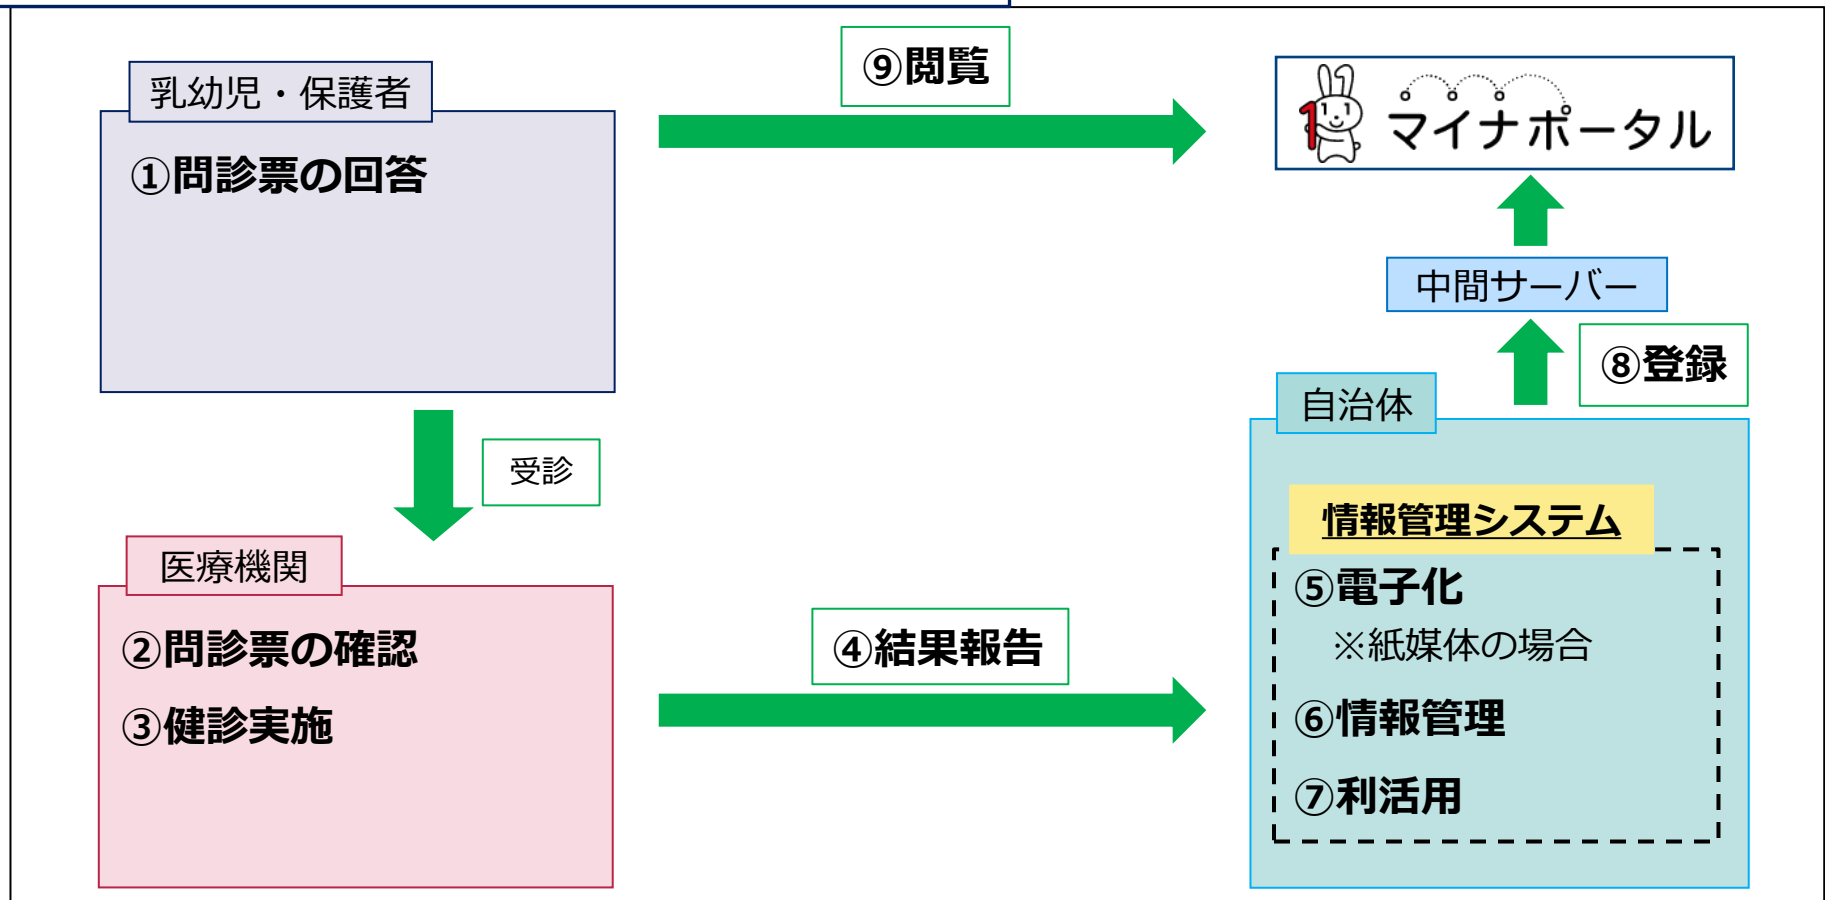 ⑨閲覧
乳幼児・保護者
①問診票の回答
マイナポータル
中間サーバー
⑧登録
自治体
受診
情報管理システム
医療機関
⑤電子化
※紙媒体の場合
②問診票の確認
④結果報告
③健診実施
⑥情報管理
⑦利活用